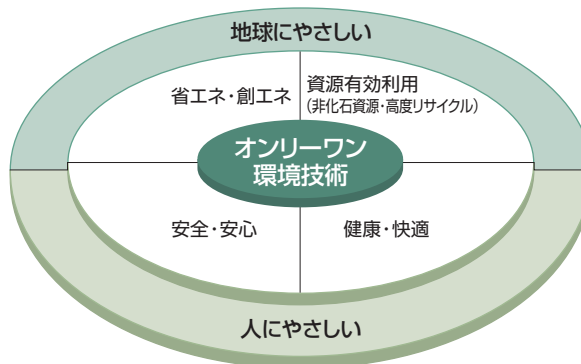 地球にやさしい
省エネ・創エネ
資源有効利用
(非化石資源・高度リサイクル)
オンリーワン
環境技術
安全・安心
健康・快適
人にやさしい